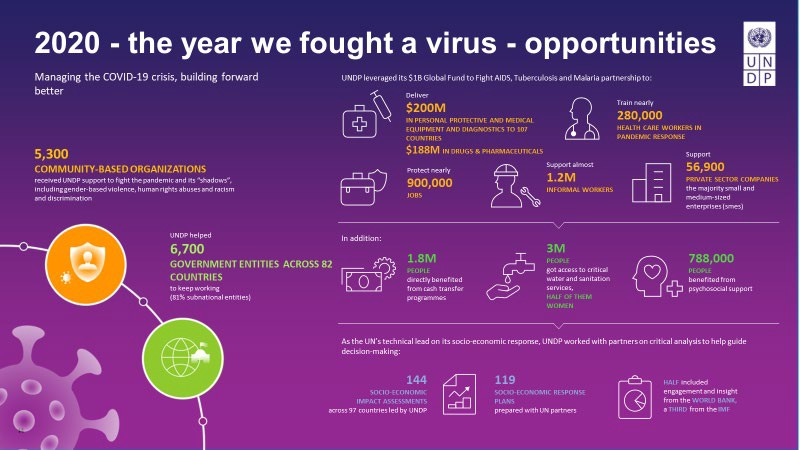 2020 - the year we fought a virus - opportunities
U N
D P
Managing the COVID-19 crisis, building forward
better
5,300
COMMUNITY-BASED ORGANIZATIONS
received UNDP support to fight the pandemic and its “shadows”,
including gender-based violence, human rights abuses and racism
and discrimination
UNDP helped
6,700
GOVERNMENT ENTITIES ACROSS 82
COUNTRIES
to keep working
(81% subnational entities)
UNDP leveraged its $1B Global Fund to Fight AIDS, Tuberculosis and Malaria partnership to:
Deliver
$200M
IN PERSONAL PROTECTIVE AND MEDICAL
EQUIPMENT AND DIAGNOSTICS TO 107
COUNTRIES
$188M IN DRUGS & PHARMACEUTICALS
Train nearly
280,000
HEALTH CARE WORKERS IN
PANDEMIC RESPONSE
Protect nearly
900,000
JOBS
Support almost
1.2M
INFORMAL WORKERS
Support
56,900
PRIVATE SECTOR COMPANIES
the majority small and
medium-sized
enterprises (smes)
In addition:
1.8M
PEOPLE
directly benefited
from cash transfer
programmes
3M
PEOPLE
got access to critical
water and sanitation
services,
HALF OF THEM
WOMEN
788,000
PEOPLE
benefited from
psychosocial support
As the UN's technical lead on its socio-economic response, UNDP worked with partners on critical analysis to help guide
decision-making:
144
SOCIO-ECONOMIC
IMPACT ASSESSMENTS
across 97 countries led by UNDP
119
SOCIO-ECONOMIC RESPONSE
PLANS
prepared with UN partners
HALF included
engagement and insight
from the WORLD BANK,
a THIRD from the IMF